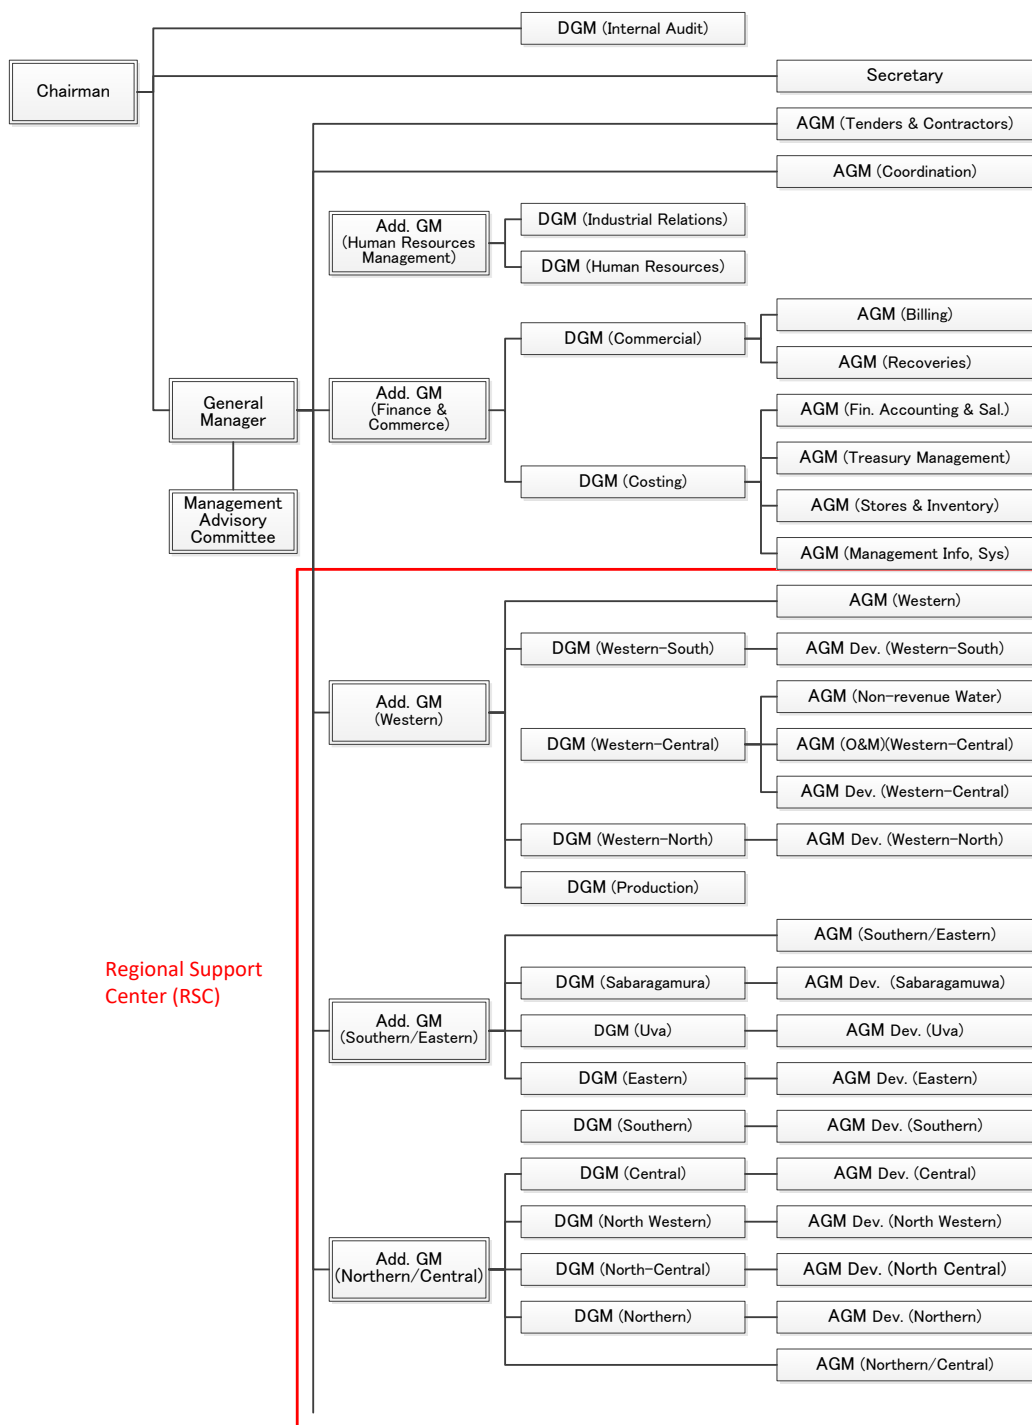 DGM (Internal Audit)
Chairman
Secretary
AGM (Tenders & Contractors)
AGM (Coordination)
Add. GM
(Human Resources
Management)
DGM (Industrial Relations)
DGM (Human Resources)
AGM (Billing)
DGM (Commercial)
AGM (Recoveries)
General
Manager
Add. GM
(Finance &
Commerce)
AGM (Fin. Accounting & Sal.)
AGM (Treasury Management)
DGM (Costing)
AGM (Stores & Inventory)
Management
Advisory
Committee
AGM (Management Info, Sys)
AGM (Western)
DGM (Western-South)
AGM Dev. (Western-South)
Add. GM
(Western)
AGM (Non-revenue Water)
DGM (Western-Central)
AGM (O&M)(Western-Central)
AGM Dev. (Western-Central)
DGM (Western-North)
AGM Dev. (Western-North)
DGM (Production)
AGM (Southern/Eastern)
Regional Support
Center (RSC)
DGM (Sabaragamura)
AGM Dev. (Sabaragamuwa)
Add. GM
(Southern/Eastern)
DGM (Uva)
AGM Dev. (Uva)
DGM (Eastern)
AGM Dev. (Eastern)
DGM (Southern)
AGM Dev. (Southern)
DGM (Central)
AGM Dev. (Central)
DGM (North Western)
AGM Dev. (North Western)
Add. GM
(Northern/Central)
DGM (North-Central)
AGM Dev. (North Central)
DGM (Northern)
AGM Dev. (Northern)
AGM (Northern/Central)